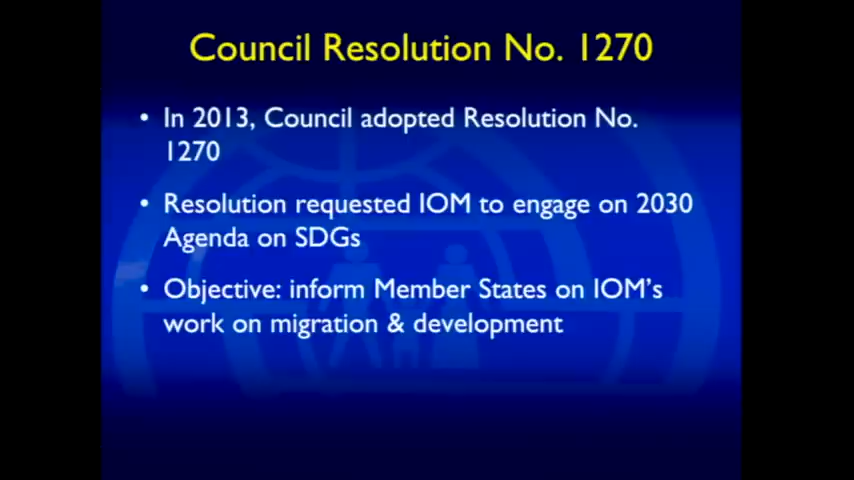 Council Resolution No. 1270
• In 2013, Council adopted Resolution No.
1270
• Resolution requested IOM to engage on 2030
Agenda on SDGs
• Objective: inform Member States on IOM's
work on migration & development